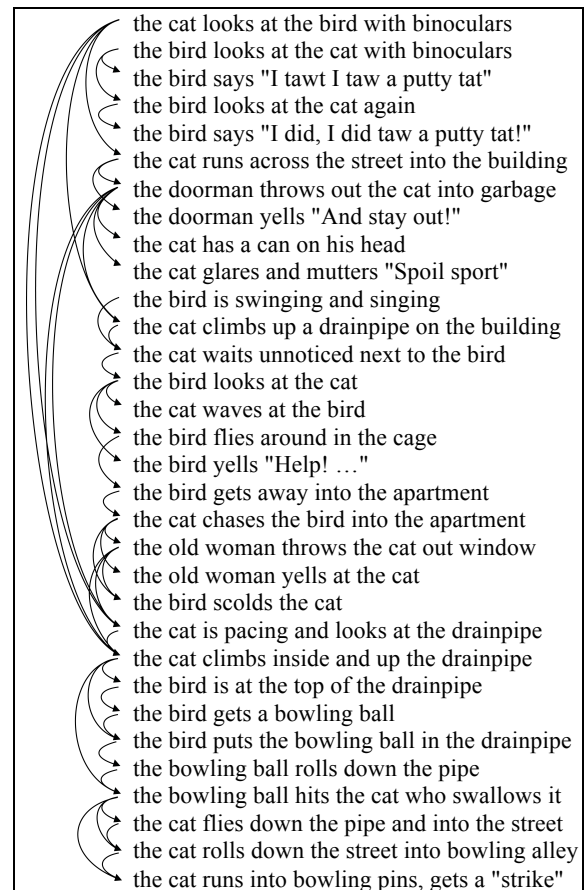 the cat looks at the bird with binoculars
the bird looks at the cat with binoculars
the bird says "I tawt I taw a putty tat"
the bird looks at the cat again
the bird says "I did, I did taw a putty tat!"
the cat runs across the street into the building
the doorman throws out the cat into garbage
the doorman yells "And stay out!"
the cat has a can on his head
the cat glares and mutters "Spoil sport"
the bird is swinging and singing
the cat climbs up a drainpipe on the building
the cat waits unnoticed next to the bird
the bird looks at the cat
the cat waves at the bird
the bird flies around in the cage
the bird yells "Help! …"
the bird gets away into the apartment
the cat chases the bird into the apartment
the old woman throws the cat out window
the old woman yells at the cat
the bird scolds the cat
the cat is pacing and looks at the drainpipe
the cat climbs inside and up the drainpipe
the bird is at the top of the drainpipe
the bird gets a bowling ball
the bird puts the bowling ball in the drainpipe
the bowling ball rolls down the pipe
the bowling ball hits the cat who swallows it
the cat flies down the pipe and into the street
the cat rolls down the street into bowling alley
the cat runs into bowling pins, gets a "strike"